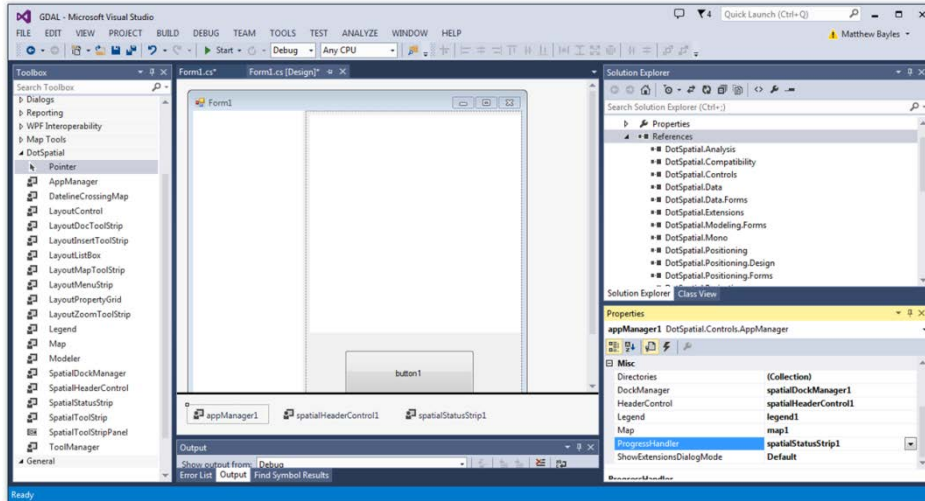 GDAL - Microsoft Visual Studio
4
Quick Launch (Ctrl+Q)
FILE EDIT VIEW PROJECT BUILD DEBUG TEAM TOOLS TEST ANALYZE WINDOW HELP
Matthew Bayles
Start
Debug
Any CPU
Toolbox
Search Toolbox
Dialogs
Reporting
WPF Interoperability
Map Tools
DotSpatial
Pointer
AppManager
DatelineCrossingMap
LayoutControl
LayoutDocToolStrip
LayoutInsertToolStrip
LayoutListBox
LayoutMapToolStrip
LayoutMenuStrip
LayoutPropertyGrid
LayoutZoomToolStrip
Legend
Map
Modeler
SpatialDockManager
SpatialHeaderControl
SpatialStatusStrip
SpatialToolStrip
SpatialToolStripPanel
ToolManager
General
Form1.cs*
Form1.cs [Design]*
Form1
button1
appManager1
spatialHeaderControl1
spatialStatusStrip1
Output
Show output from: Debug
Error List Output Find Symbol Results
Solution Explorer
Search Solution Explorer (Ctrl+;)
Properties
References
DotSpatial.Analysis
DotSpatial.Compatibility
DotSpatial.Controls
DotSpatial.Data
DotSpatial.Data.Forms
DotSpatial.Extensions
DotSpatial.Modeling.Forms
DotSpatial.Mono
DotSpatial.Positioning
DotSpatial.Positioning.Design
DotSpatial.Positioning.Forms
Solution Explorer Class View
Properties
appManager1 DotSpatial.Controls.AppManager
Misc
Directories (Collection)
DockManager spatialDockManager1
HeaderControl spatialHeaderControl1
Legend legend1
Map map1
ProgressHandler spatialStatusStrip1
ShowExtensionsDialogMode Default
ProgressHandler
Ready